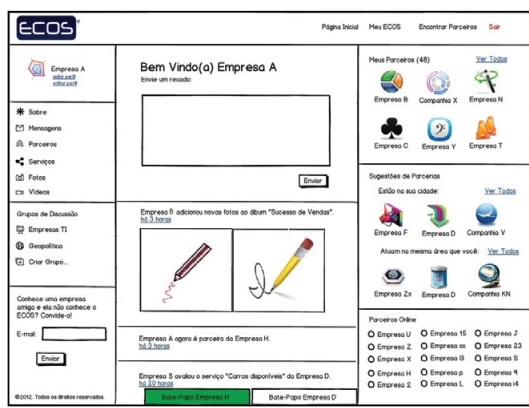 ECOS
Página Inicial Meu ECOS Encontrar Parceiros Sair
Empresa A
editar perfil
Sobre
Mensagens
Parceiros
Serviços
Fotos
Vídeos
Grupos de Discussão
Empresas TI
Geopolítica
Criar Grupo...
Conhece uma empresa
amiga e ela não conhece o
ECOS? Convide-a!
E-mail:
Enviar
©2012. Todos os direitos reservados.
Bem Vindo(a) Empresa A
Envie um recado:
Enviar
Empresa B adicionou novas fotos ao álbum "Sucesso de Vendas".
há 3 horas
Empresa A agora é parceira da Empresa H.
há 3 horas
Empresa B avaliou o serviço "Carros disponíveis" da Empresa D.
há 20 horas
Bate-Papo Empresa H Bate-Papo Empresa D
Meus Parceiros (48) Ver Todos
Empresa B Companhia X Empresa N
Empresa C Empresa Y Empresa T
Sugestões de Parcerias
Estão na sua cidade: Ver Todos
Empresa F Empresa D Companhia V
Atuam na mesma área que você: Ver Todos
Empresa Zx Empresa D Companhia KN
Parceiros Online
Empresa U Empresa 15 Empresa J
Empresa Z Empresa xx Empresa 23
Empresa X Empresa G Empresa S
Empresa H Empresa p Empresa 9
Empresa 2 Empresa L Empresa i4